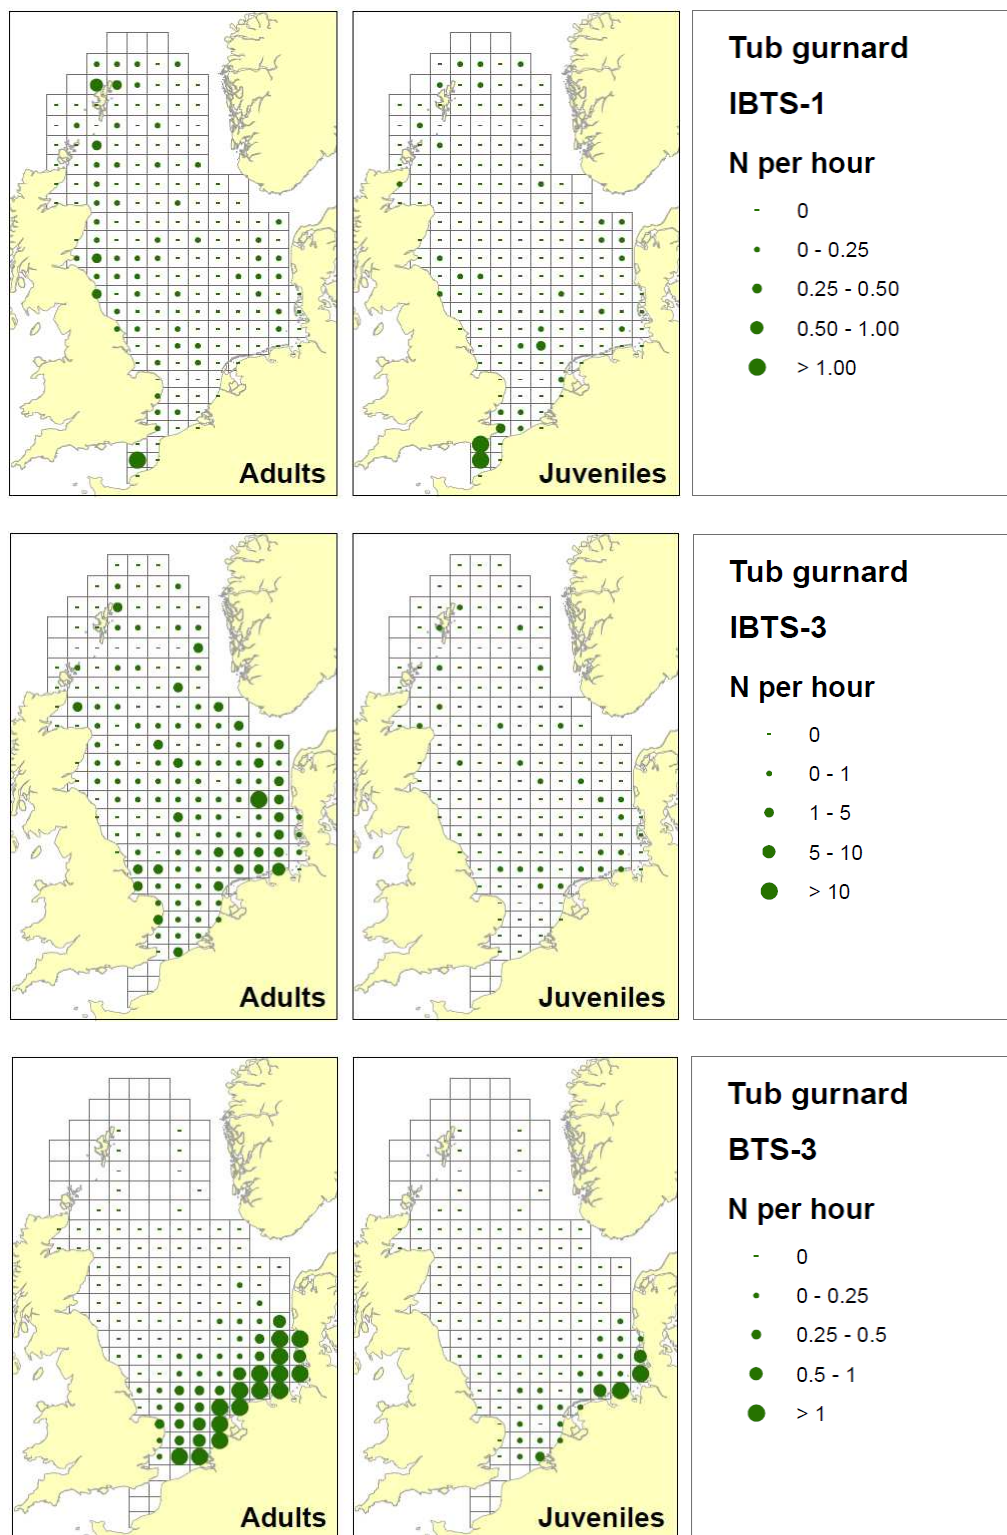 Adults
Juveniles
Tub gurnard
IBTS-1
N per hour
- 0
0 - 0.25
0.25 - 0.50
0.50 - 1.00
> 1.00
Adults
Juveniles
Tub gurnard
IBTS-3
N per hour
- 0
0 - 1
1 - 5
5 - 10
> 10
Adults
Juveniles
Tub gurnard
BTS-3
N per hour
- 0
0 - 0.25
0.25 - 0.5
0.5 - 1
> 1